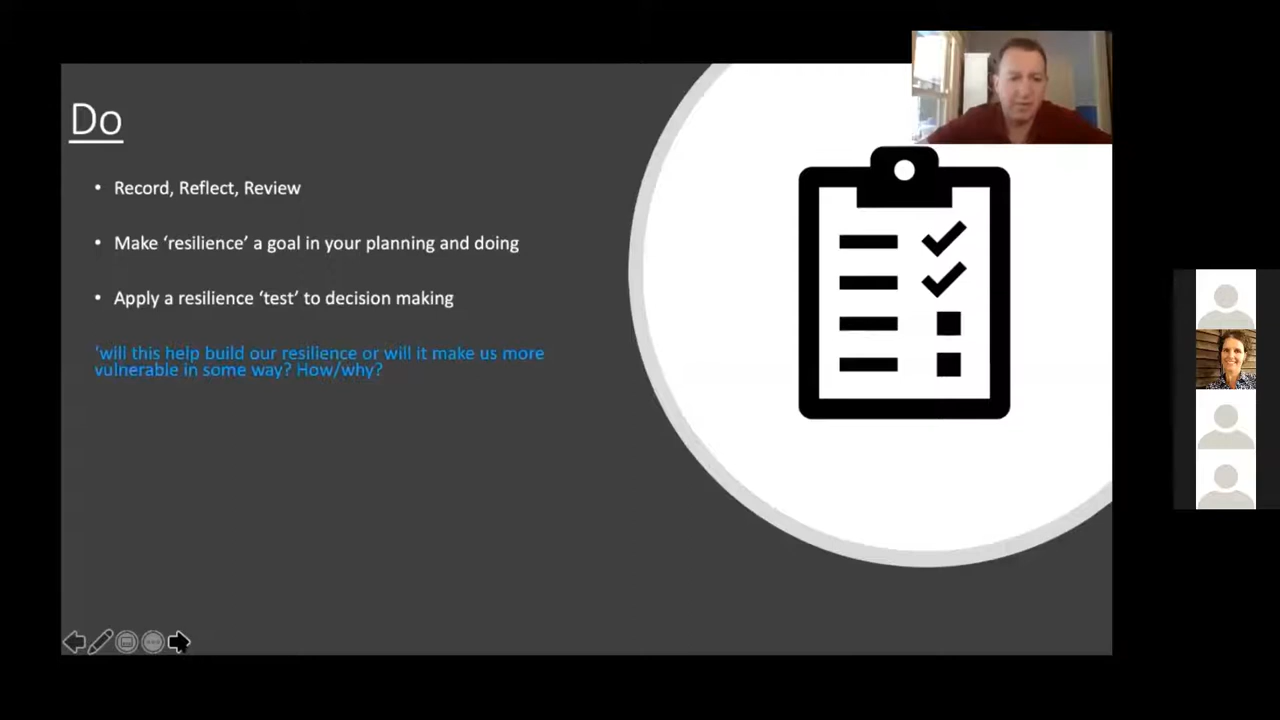 Do
• Record, Reflect, Review
• Make ‘resilience’ a goal in your planning and doing
• Apply a resilience ‘test’ to decision making
‘will this help build our resilience or will it make us more
vulnerable in some way? How/why?